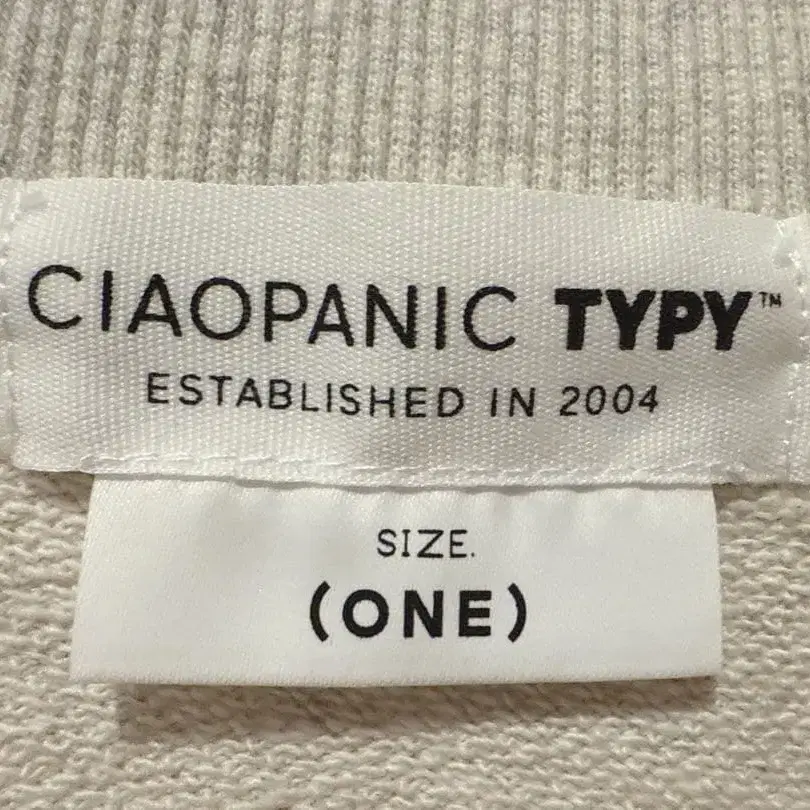 CIAOPANIC TYPY™
ESTABLISHED IN 2004
SIZE.
(ONE)